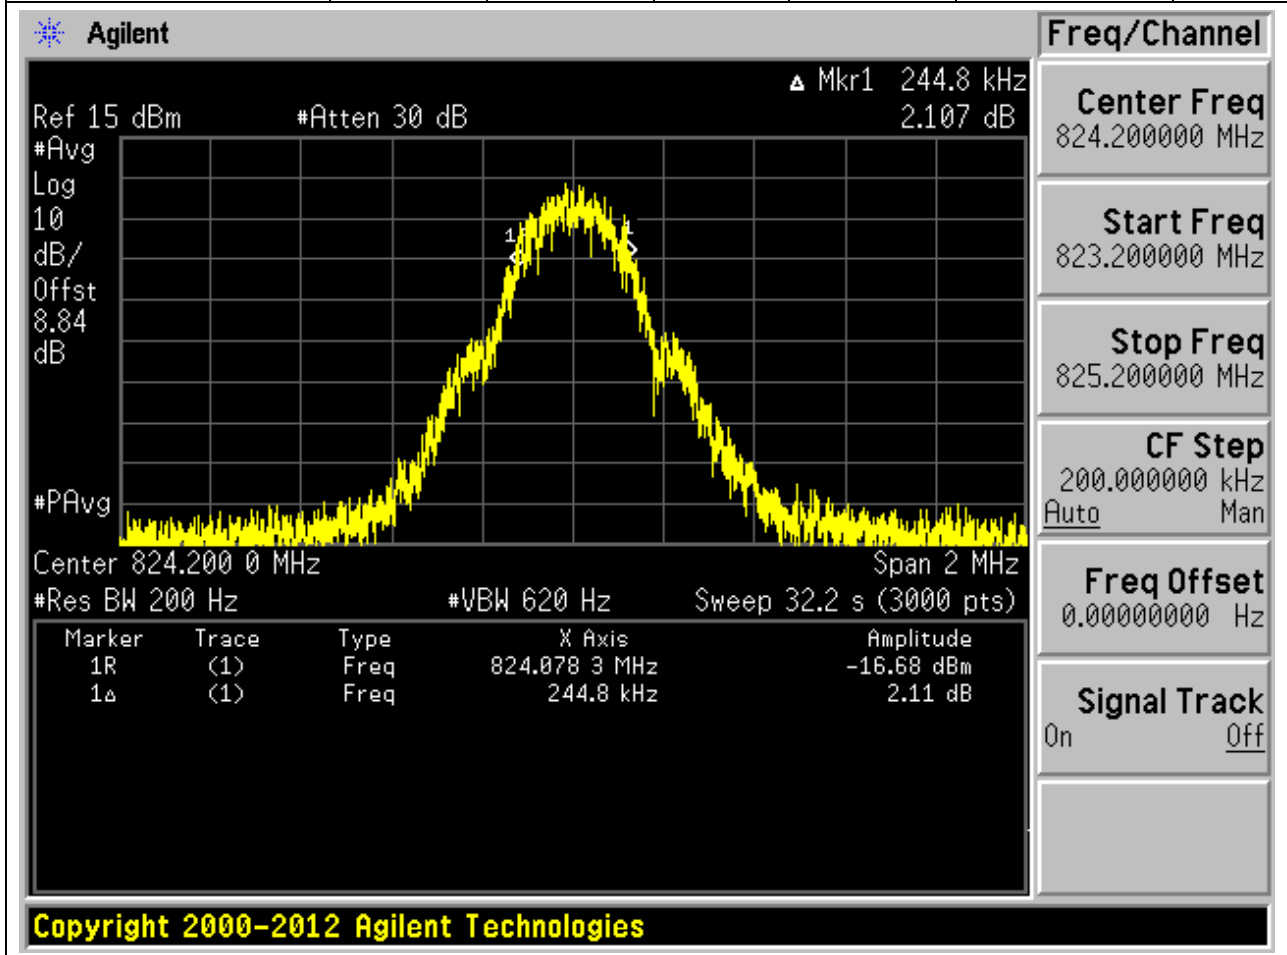 Agilent
Freq/Channel
Δ Mkr1 244.8 kHz
Ref 15 dBm #Atten 30 dB 2.107 dB
#Avg
Log
10
dB/
Offst
8.84
dB
#PAvg
1
1
Center 824.200 0 MHz Span 2 MHz
#Res BW 200 Hz #VBW 620 Hz Sweep 32.2 s (3000 pts)
Marker Trace Type X Axis Amplitude
1R (1) Freq 824.078 3 MHz -16.68 dBm
1Δ (1) Freq 244.8 kHz 2.11 dB
Center Freq
824.200000 MHz
Start Freq
823.200000 MHz
Stop Freq
825.200000 MHz
CF Step
200.000000 kHz
Auto Man
Freq Offset
0.00000000 Hz
Signal Track
On Off
Copyright 2000-2012 Agilent Technologies